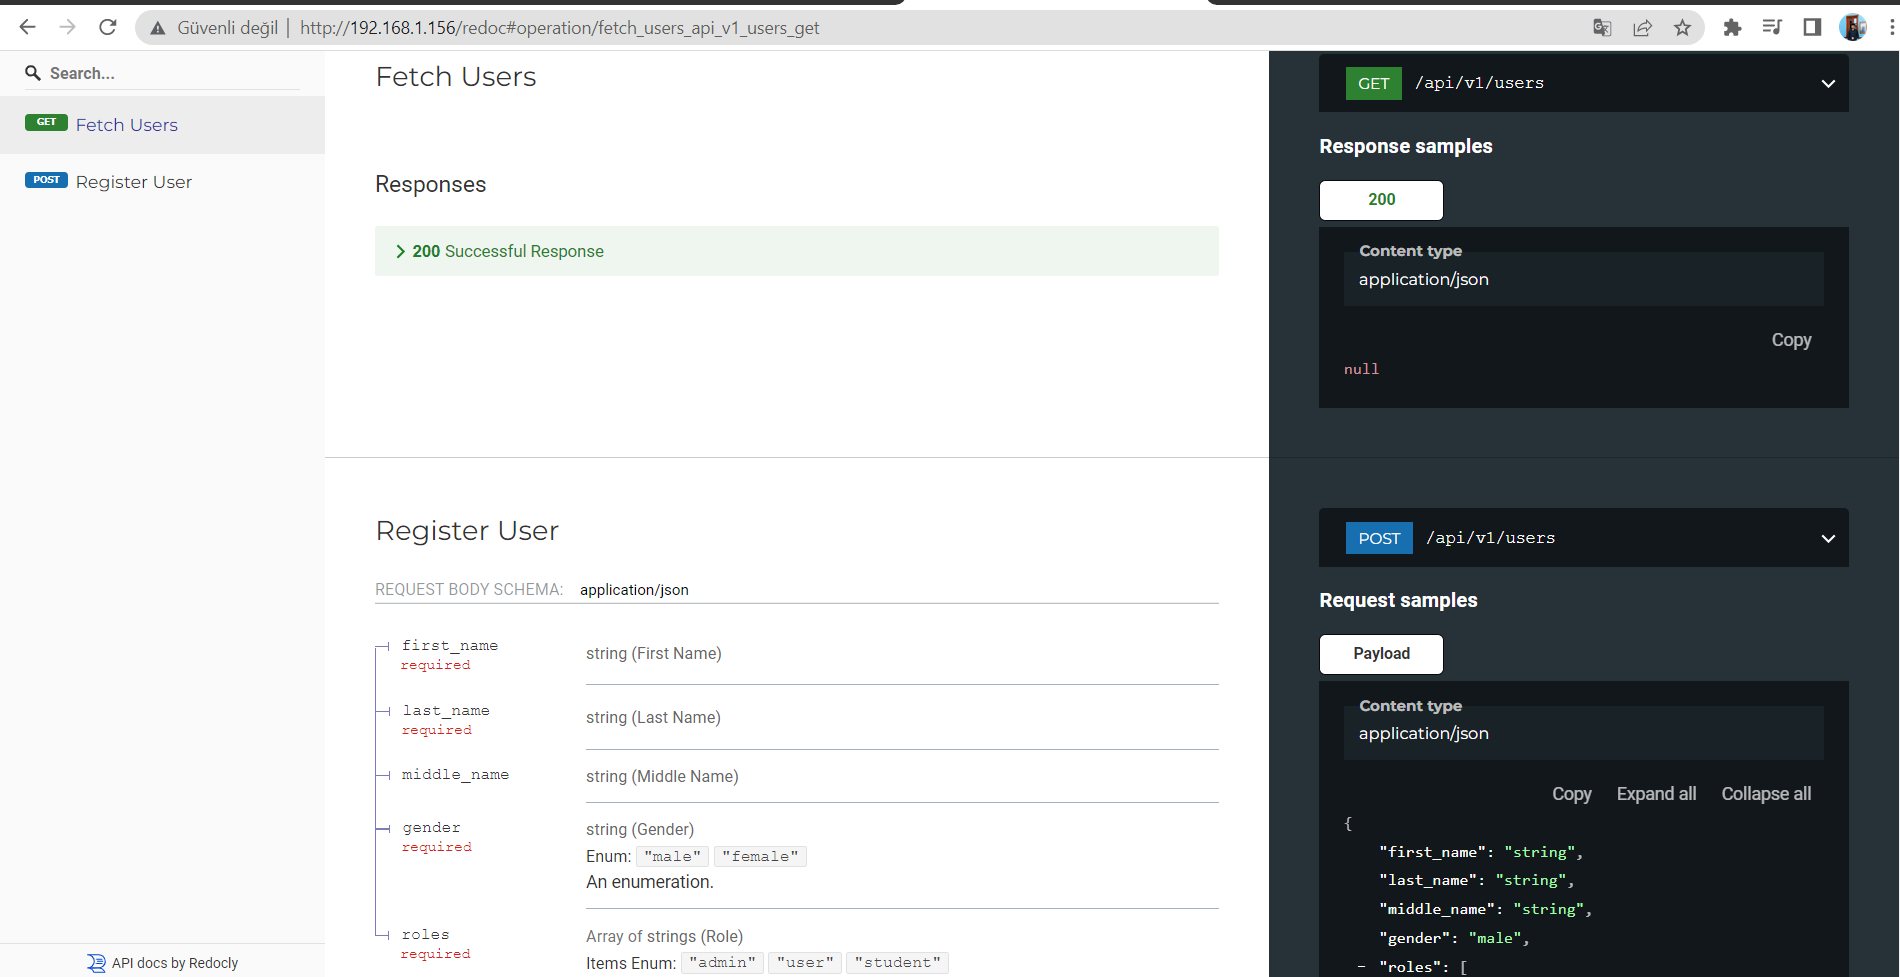 Güvenli değil | http://192.168.1.156/redoc#operation/fetch_users_api_v1_users_get
Search...
GET Fetch Users
POST Register User
API docs by Redocly
Fetch Users
Responses
200 Successful Response
Register User
REQUEST BODY SCHEMA: application/json
first_name
required
string (First Name)
last_name
required
string (Last Name)
middle_name
string (Middle Name)
gender
required
string (Gender)
Enum: "male" "female"
An enumeration.
roles
required
Array of strings (Role)
Items Enum: "admin" "user" "student"
GET /api/v1/users
Response samples
200
Content type
application/json
Copy
null
POST /api/v1/users
Request samples
Payload
Content type
application/json
Copy Expand all Collapse all
{
"first_name": "string",
"last_name": "string",
"middle_name": "string",
"gender": "male",
- "roles": [